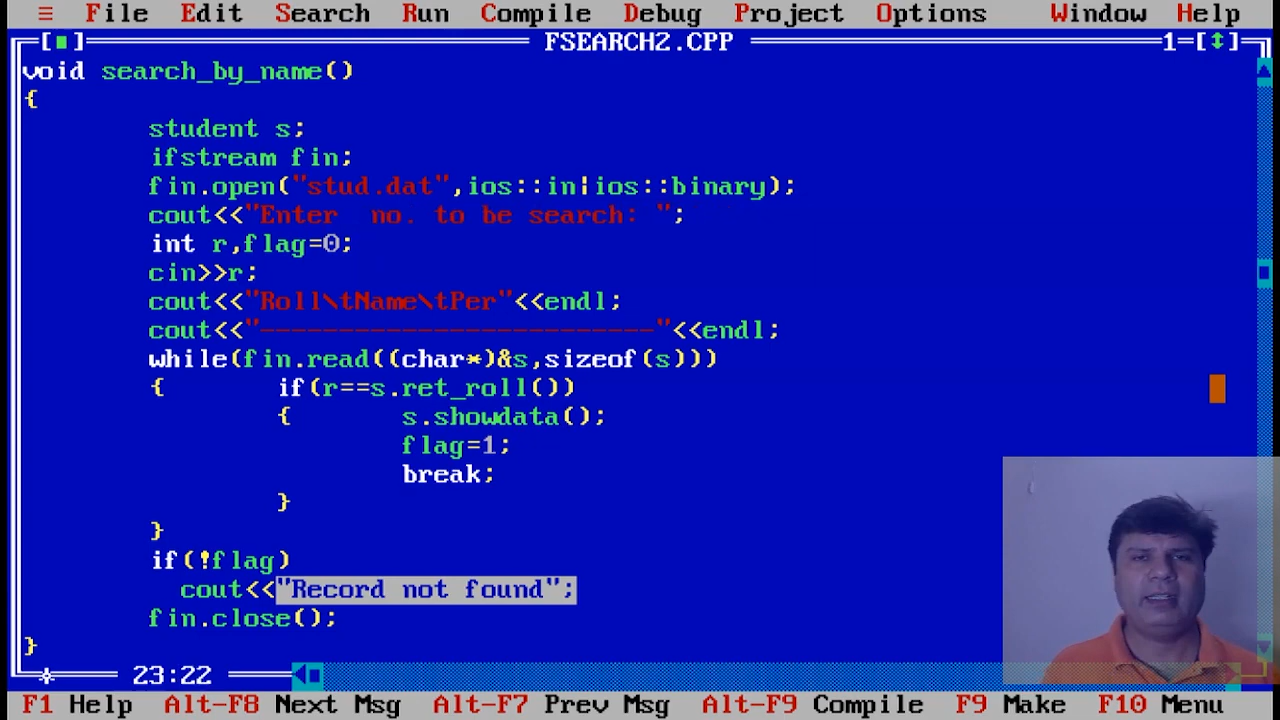 ≡ File Edit Search Run Compile Debug Project Options Window Help
[■] FSEARCH2.CPP 1=[↕]
void search_by_name()
{
student s;
ifstream fin;
fin.open("stud.dat",ios::in|ios::binary);
cout<<"Enter  no. to be search: ";
int r,flag=0;
cin>>r;
cout<<"Roll\tName\tPer"<<endl;
cout<<"-------------------------"<<endl;
while(fin.read((char*)&s,sizeof(s)))
{ if(r==s.ret_roll())
{ s.showdata();
flag=1;
break;
}
}
if(!flag)
cout<<"Record not found";
fin.close();
}
23:22
F1 Help Alt-F8 Next Msg Alt-F7 Prev Msg Alt-F9 Compile F9 Make F10 Menu